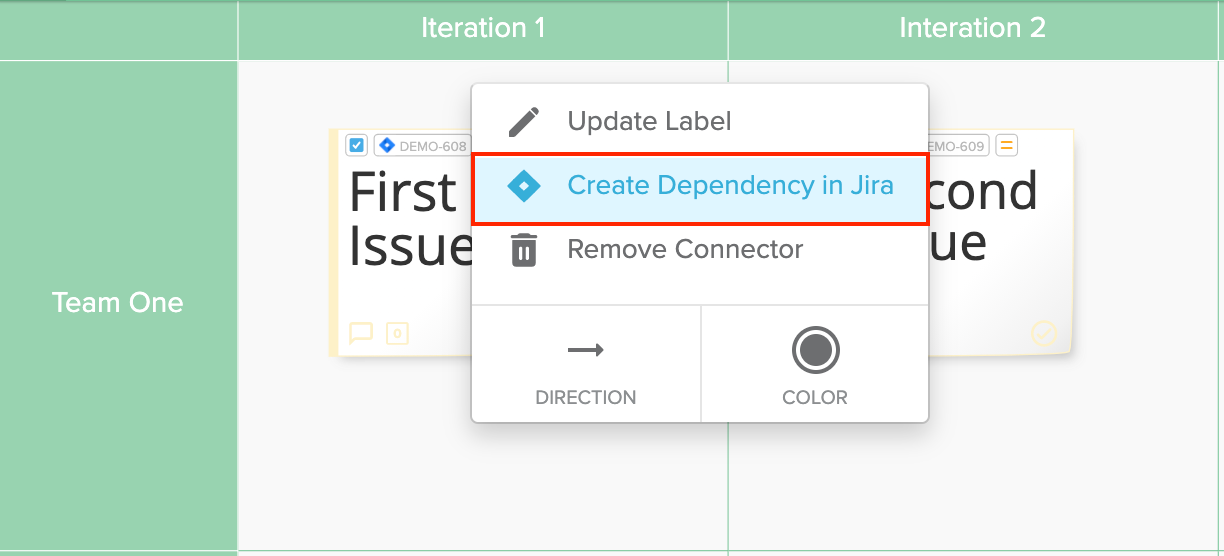 Iteration 1
Interation 2
Update Label
DEMO-608
EMO-609
Create Dependency in Jira
First
cond
Issue
ue
Remove Connector
Team One
0
DIRECTION
COLOR